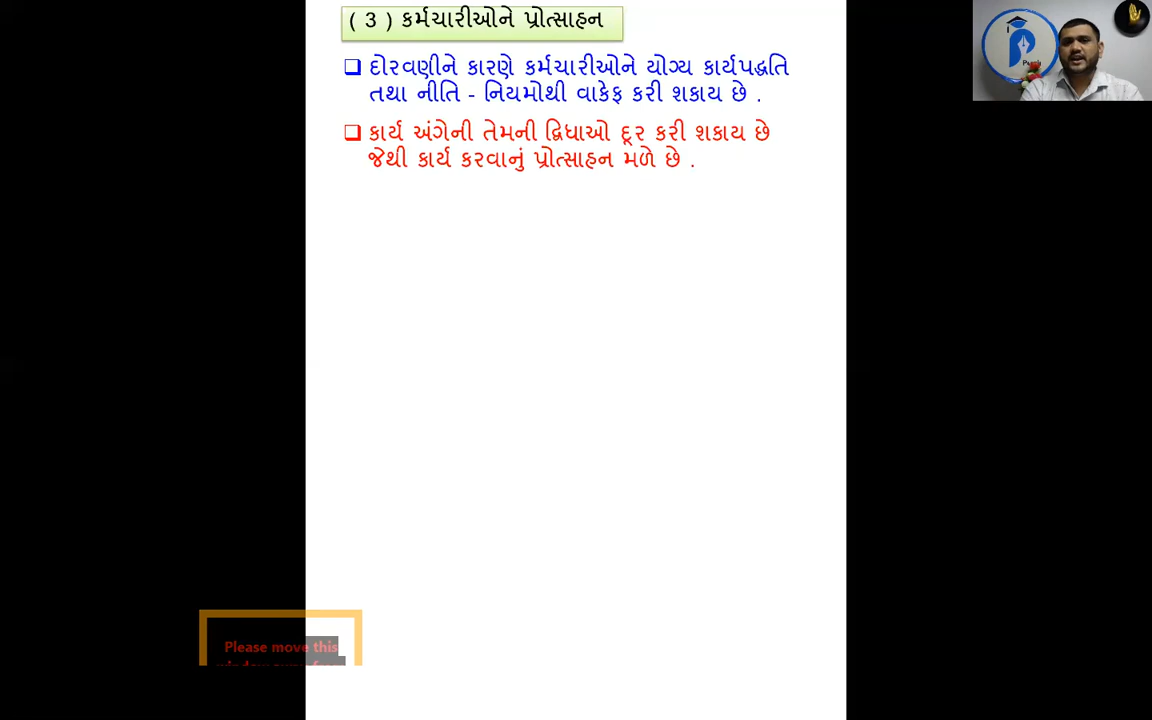 ( 3 ) કર્મચારીઓને પ્રોત્સાહન
દોરવણીને કારણે કર્મચારીઓને યોગ્ય કાર્યપદ્ધતિ
તથા નીતિ - નિયમોથી વાકેફ કરી શકાય છે .
કાર્ય અંગેની તેમની દ્વિધાઓ દૂર કરી શકાય છે
જેથી કાર્ય કરવાનું પ્રોત્સાહન મળે છે .
Please move this